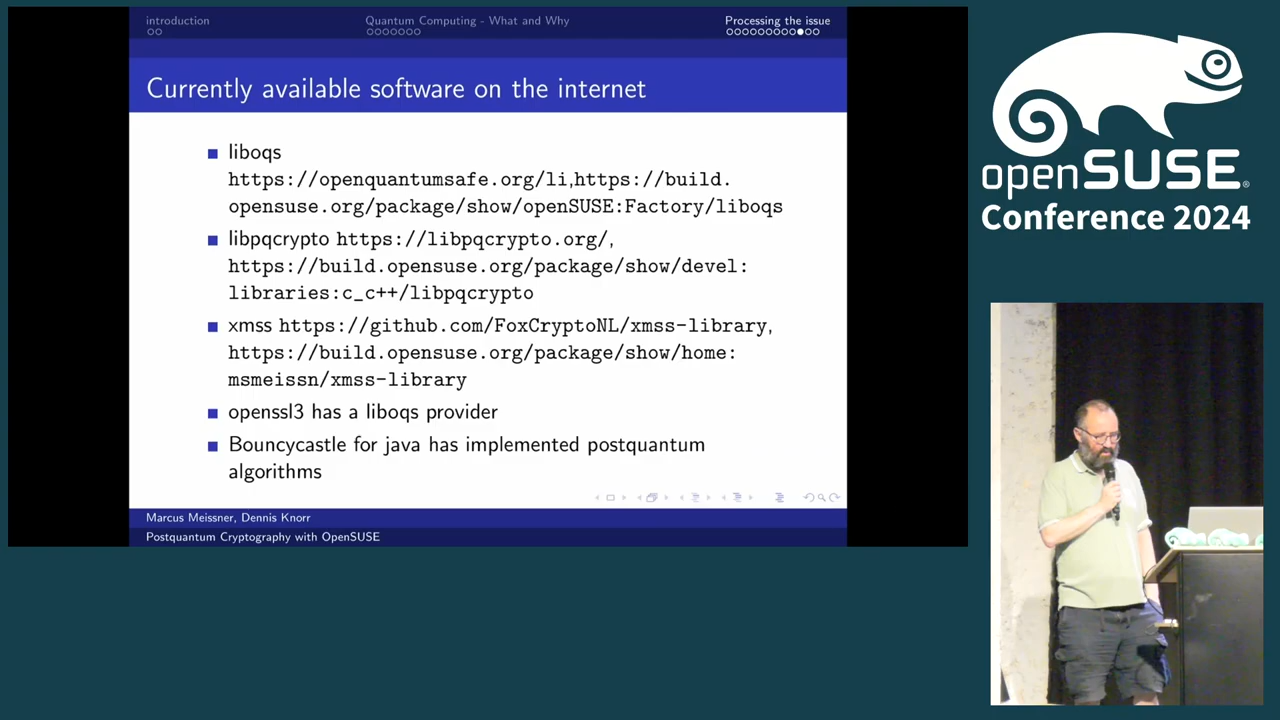 introduction
Quantum Computing - What and Why
Processing the issue
Currently available software on the internet
liboqs
https://openquantumsafe.org/li,https://build.
opensuse.org/package/show/openSUSE:Factory/liboqs
libpqcrypto https://libpqcrypto.org/,
https://build.opensuse.org/package/show/devel:
libraries:c_c++/libpqcrypto
xmss https://github.com/FoxCryptoNL/xmss-library,
https://build.opensuse.org/package/show/home:
msmeissn/xmss-library
openssl3 has a liboqs provider
Bouncycastle for java has implemented postquantum
algorithms
Marcus Meissner, Dennis Knorr
Postquantum Cryptography with OpenSUSE
openSUSE®
Conference 2024